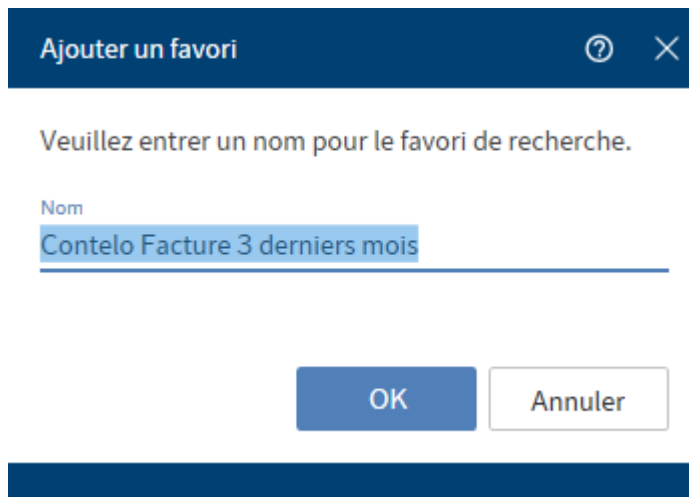 Ajouter un favori
Veuillez entrer un nom pour le favori de recherche.
Nom
Contelo Facture 3 derniers mois
OK Annuler